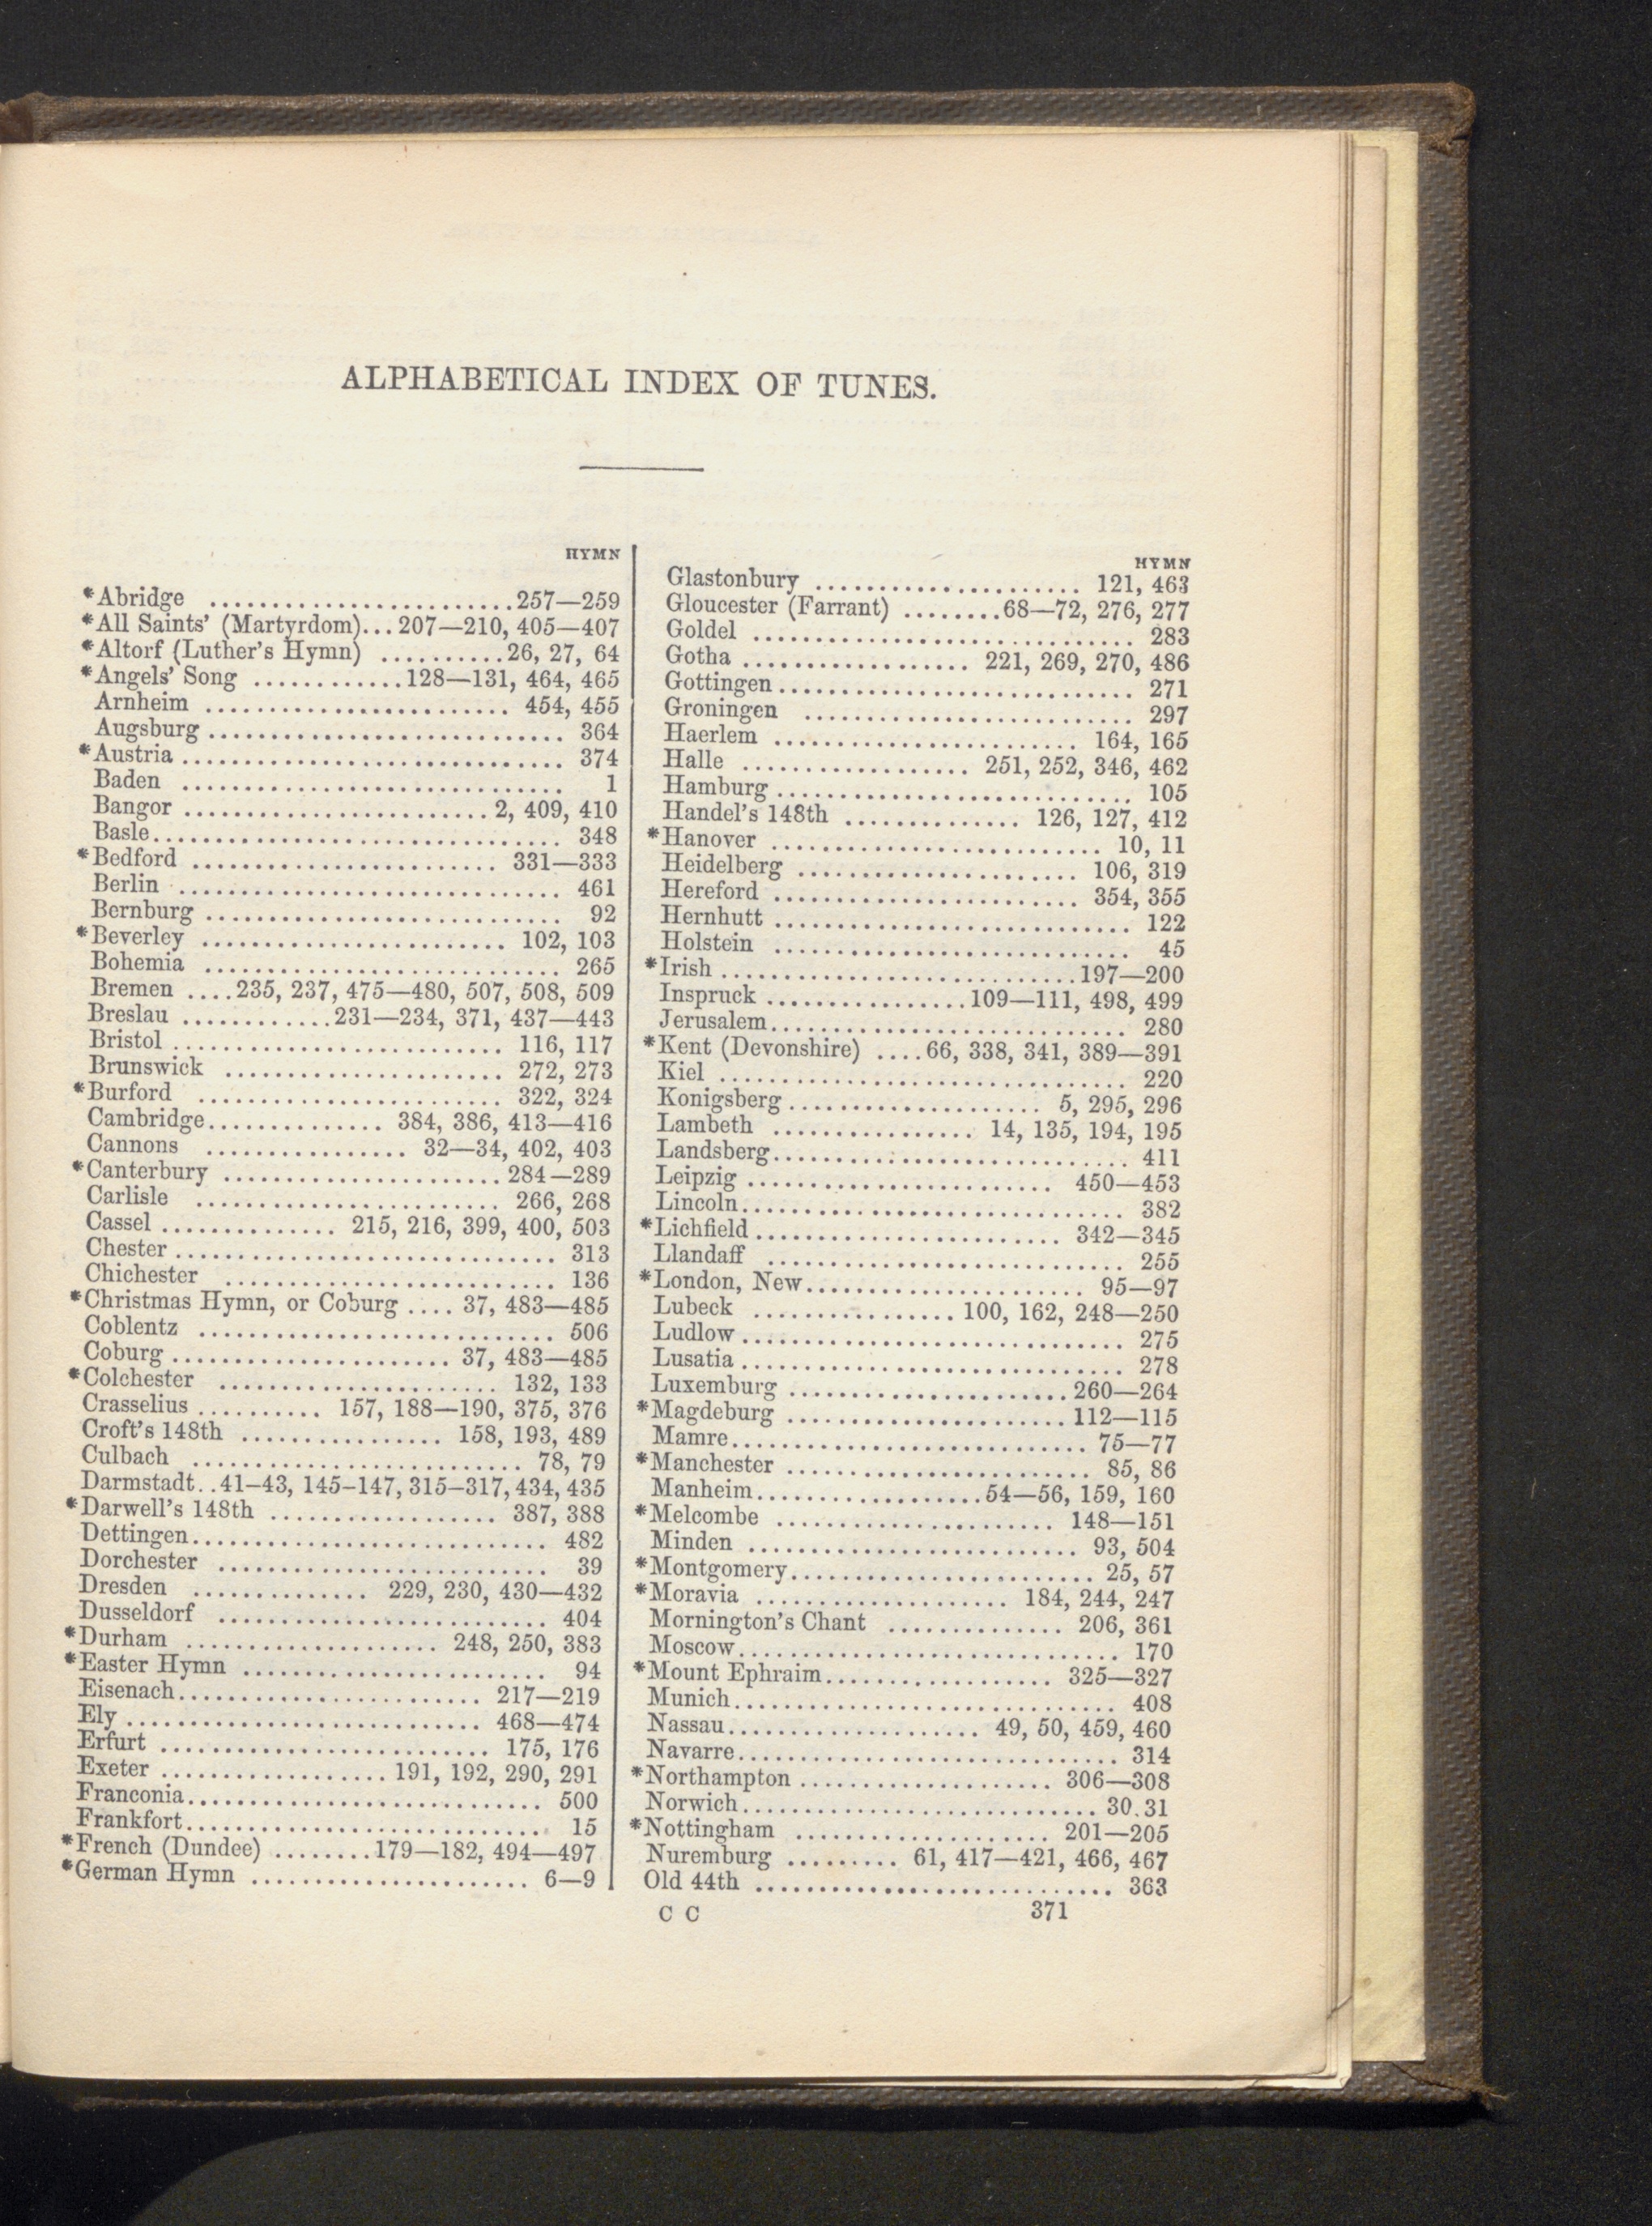 ALPHABETICAL INDEX OF TUNES.
HYMN
*Abridge ........................257—259
*All Saints' (Martyrdom)...207—210, 405—407
*Altorf (Luther's Hymn) ..........26, 27, 64
*Angels' Song ............128—131, 464, 465
Arnheim ........................ 454, 455
Augsburg ............................ 364
*Austria .............................. 374
Baden .............................. 1
Bangor ........................ 2, 409, 410
Basle................................ 348
*Bedford ........................ 331—333
Berlin .............................. 461
Bernburg ............................ 92
*Beverley ........................ 102, 103
Bohemia ............................ 265
Bremen ....235, 237, 475—480, 507, 508, 509
Breslau ............231—234, 371, 437—443
Bristol .......................... 116, 117
Brunswick ...................... 272, 273
*Burford ........................ 322, 324
Cambridge.............. 384, 386, 413—416
Cannons ................ 32—34, 402, 403
*Canterbury ......................284—289
Carlisle ........................ 266, 268
Cassel .............. 215, 216, 399, 400, 503
Chester .............................. 313
Chichester .......................... 136
*Christmas Hymn, or Coburg .... 37, 483—485
Coblentz ............................ 506
Coburg ...................... 37, 483—485
*Colchester ...................... 132, 133
Crasselius .......... 157, 188—190, 375, 376
Croft's 148th ................ 158, 193, 489
Culbach .......................... 78, 79
Darmstadt..41–43, 145–147, 315–317, 434, 435
*Darwell's 148th .................. 387, 388
Dettingen............................ 482
Dorchester .......................... 39
Dresden .............. 229, 230, 430—432
Dusseldorf .......................... 404
*Durham .................... 248, 250, 383
*Easter Hymn ........................ 94
Eisenach........................ 217—219
Ely ............................ 468—474
Erfurt .......................... 175, 176
Exeter .................. 191, 192, 290, 291
Franconia............................ 500
Frankfort............................ 15
*French (Dundee) ........179—182, 494—497
*German Hymn ...................... 6—9
HYMN
Glastonbury ...................... 121, 463
Gloucester (Farrant) ........68—72, 276, 277
Goldel .............................. 283
Gotha .................. 221, 269, 270, 486
Gottingen............................ 271
Groningen .......................... 297
Haerlem ........................ 164, 165
Halle .................. 251, 252, 346, 462
Hamburg ............................ 105
Handel's 148th .............. 126, 127, 412
*Hanover .......................... 10, 11
Heidelberg ...................... 106, 319
Hereford ........................ 354, 355
Hernhutt ............................ 122
Holstein ............................ 45
*Irish ............................197—200
Inspruck ................109—111, 498, 499
Jerusalem............................ 280
*Kent (Devonshire) ....66, 338, 341, 389—391
Kiel ................................ 220
Konigsberg .................... 5, 295, 296
Lambeth ................ 14, 135, 194, 195
Landsberg............................ 411
Leipzig ........................ 450—453
Lincoln.............................. 382
*Lichfield ........................ 342—345
Llandaff ............................ 255
*London, New...................... 95—97
Lubeck ................ 100, 162, 248—250
Ludlow .............................. 275
Lusatia .............................. 278
Luxemburg ......................260—264
*Magdeburg ......................112—115
Mamre............................ 75—77
*Manchester ........................ 85, 86
Manheim..................54—56, 159, 160
*Melcombe ...................... 148—151
Minden .......................... 93, 504
*Montgomery........................ 25, 57
*Moravia .................... 184, 244, 247
Mornington's Chant .............. 206, 361
Moscow.............................. 170
*Mount Ephraim.................. 325—327
Munich.............................. 408
Nassau.................... 49, 50, 459, 460
Navarre.............................. 314
*Northampton .................... 306—308
Norwich............................ 30.31
*Nottingham .................... 201—205
Nuremburg ......... 61, 417—421, 466, 467
Old 44th ............................ 363
C C 371